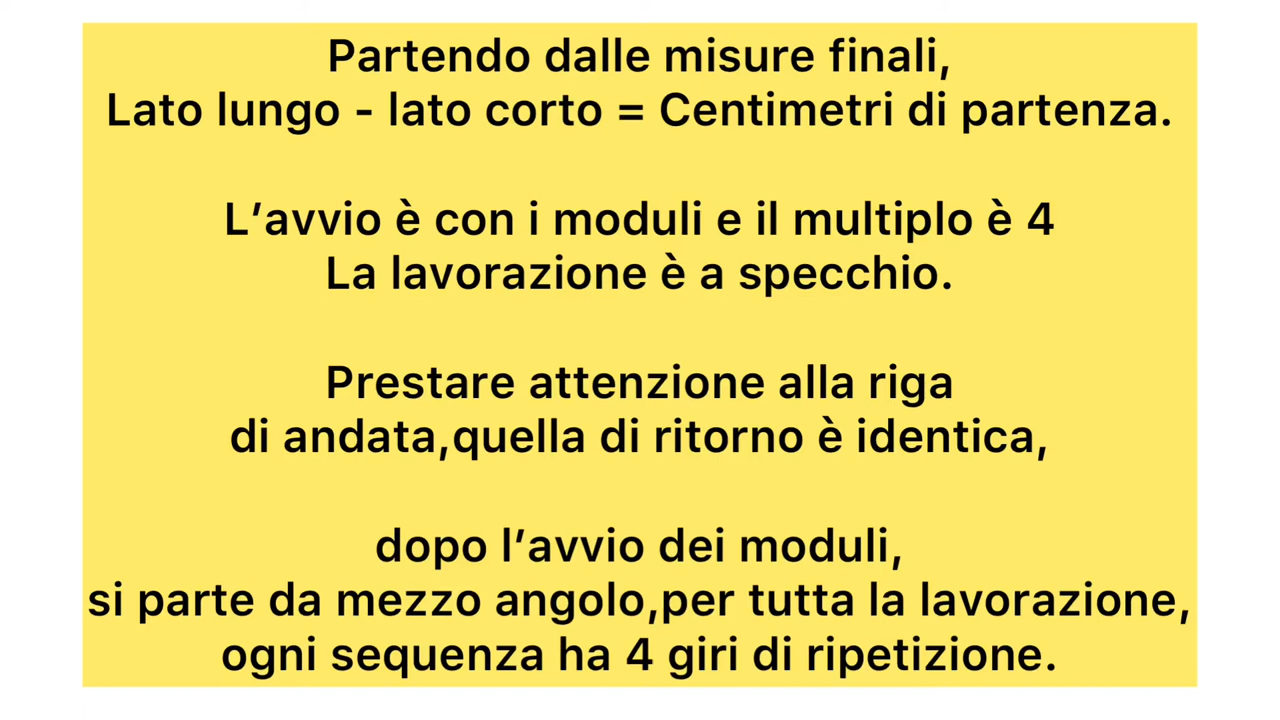 Partendo dalle misure finali,
Lato lungo - lato corto = Centimetri di partenza.
L’avvio è con i moduli e il multiplo è 4
La lavorazione è a specchio.
Prestare attenzione alla riga
di andata,quella di ritorno è identica,
dopo l’avvio dei moduli,
si parte da mezzo angolo,per tutta la lavorazione,
ogni sequenza ha 4 giri di ripetizione.